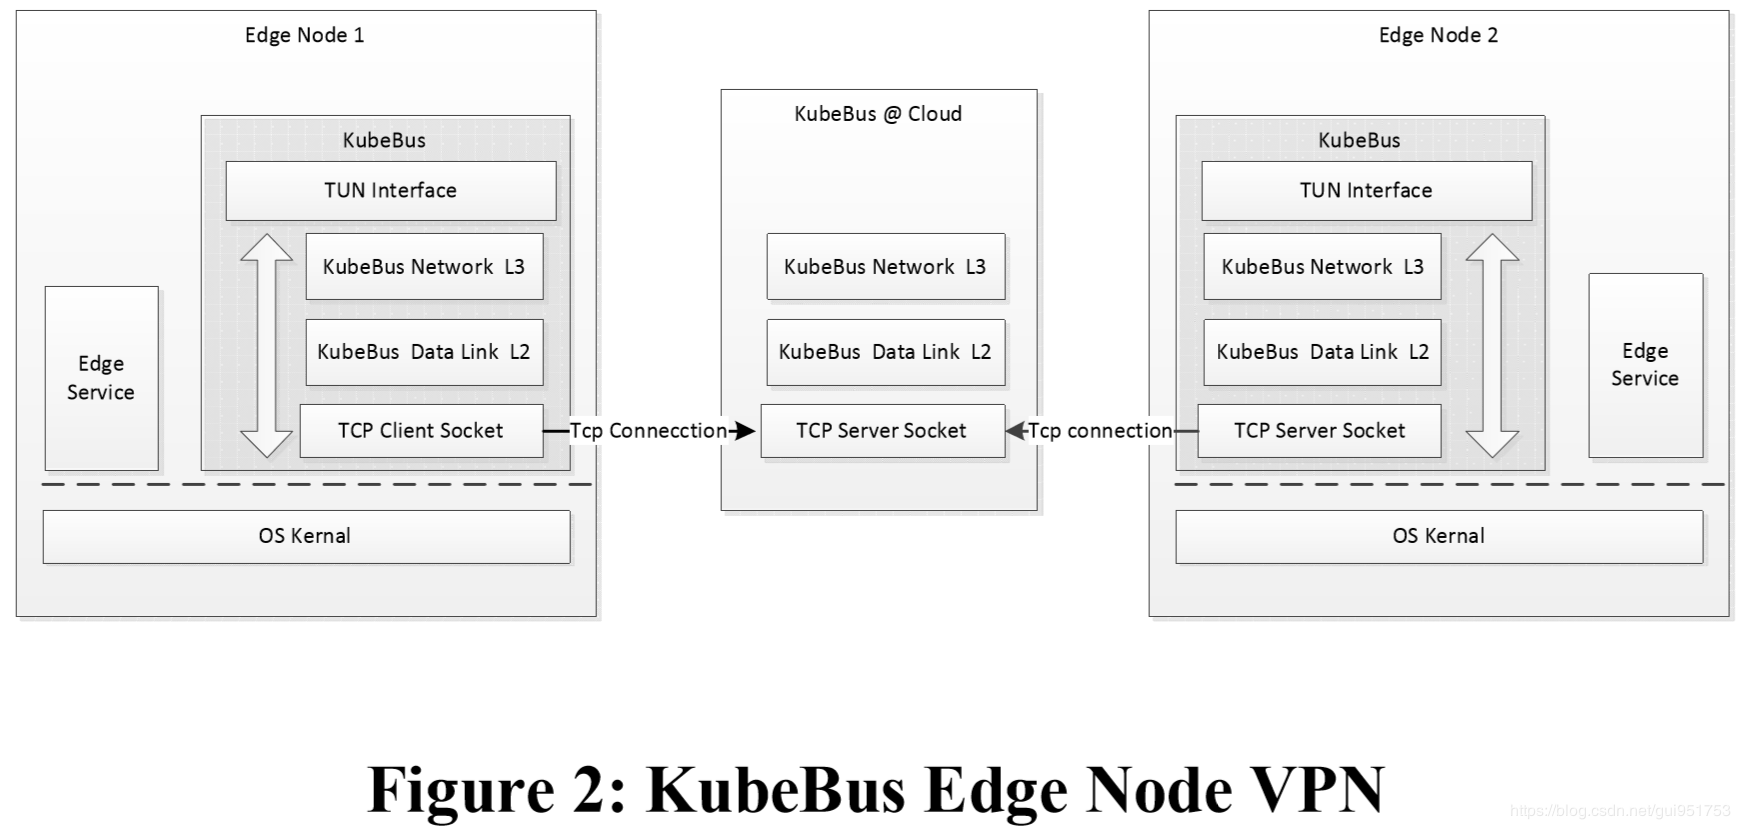 Edge Node 1
KubeBus
TUN Interface
KubeBus Network L3
KubeBus Data Link L2
TCP Client Socket
Edge
Service
OS Kernal
Tcp Connecction
KubeBus @ Cloud
KubeBus Network L3
KubeBus Data Link L2
TCP Server Socket
Tcp connection
Edge Node 2
KubeBus
TUN Interface
KubeBus Network L3
KubeBus Data Link L2
TCP Server Socket
Edge
Service
OS Kernal
Figure 2: KubeBus Edge Node VPN
https://blog.csdn.net/gui951753